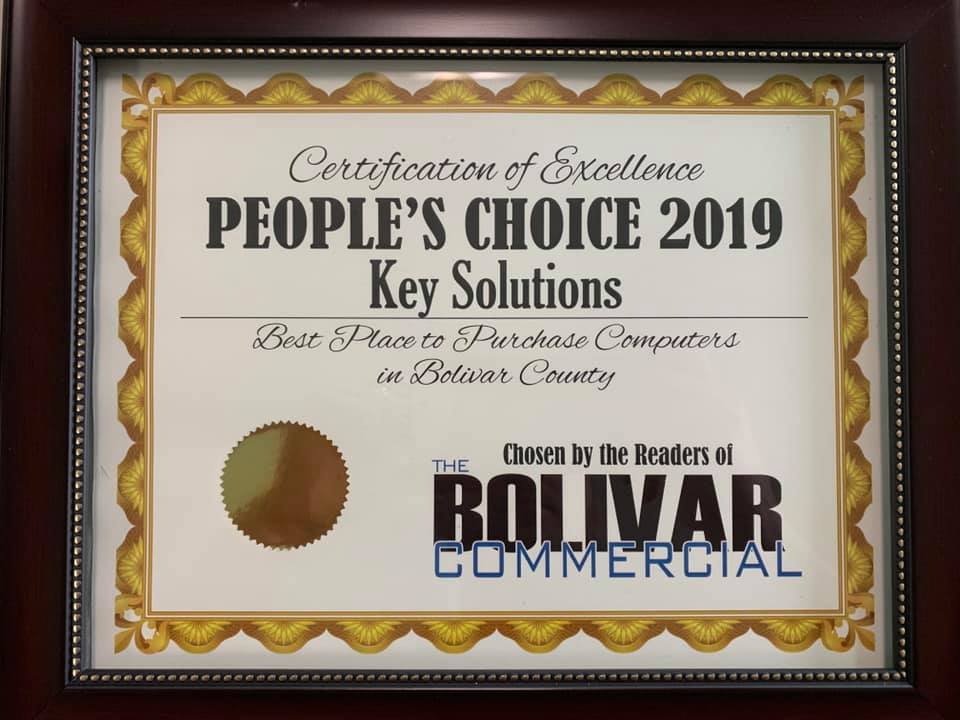 Certification of Excellence
PEOPLE'S CHOICE 2019
Key Solutions
Best Place to Purchase Computers
in Bolivar County
Chosen by the Readers of
THE
BOLIVAR
COMMERCIAL